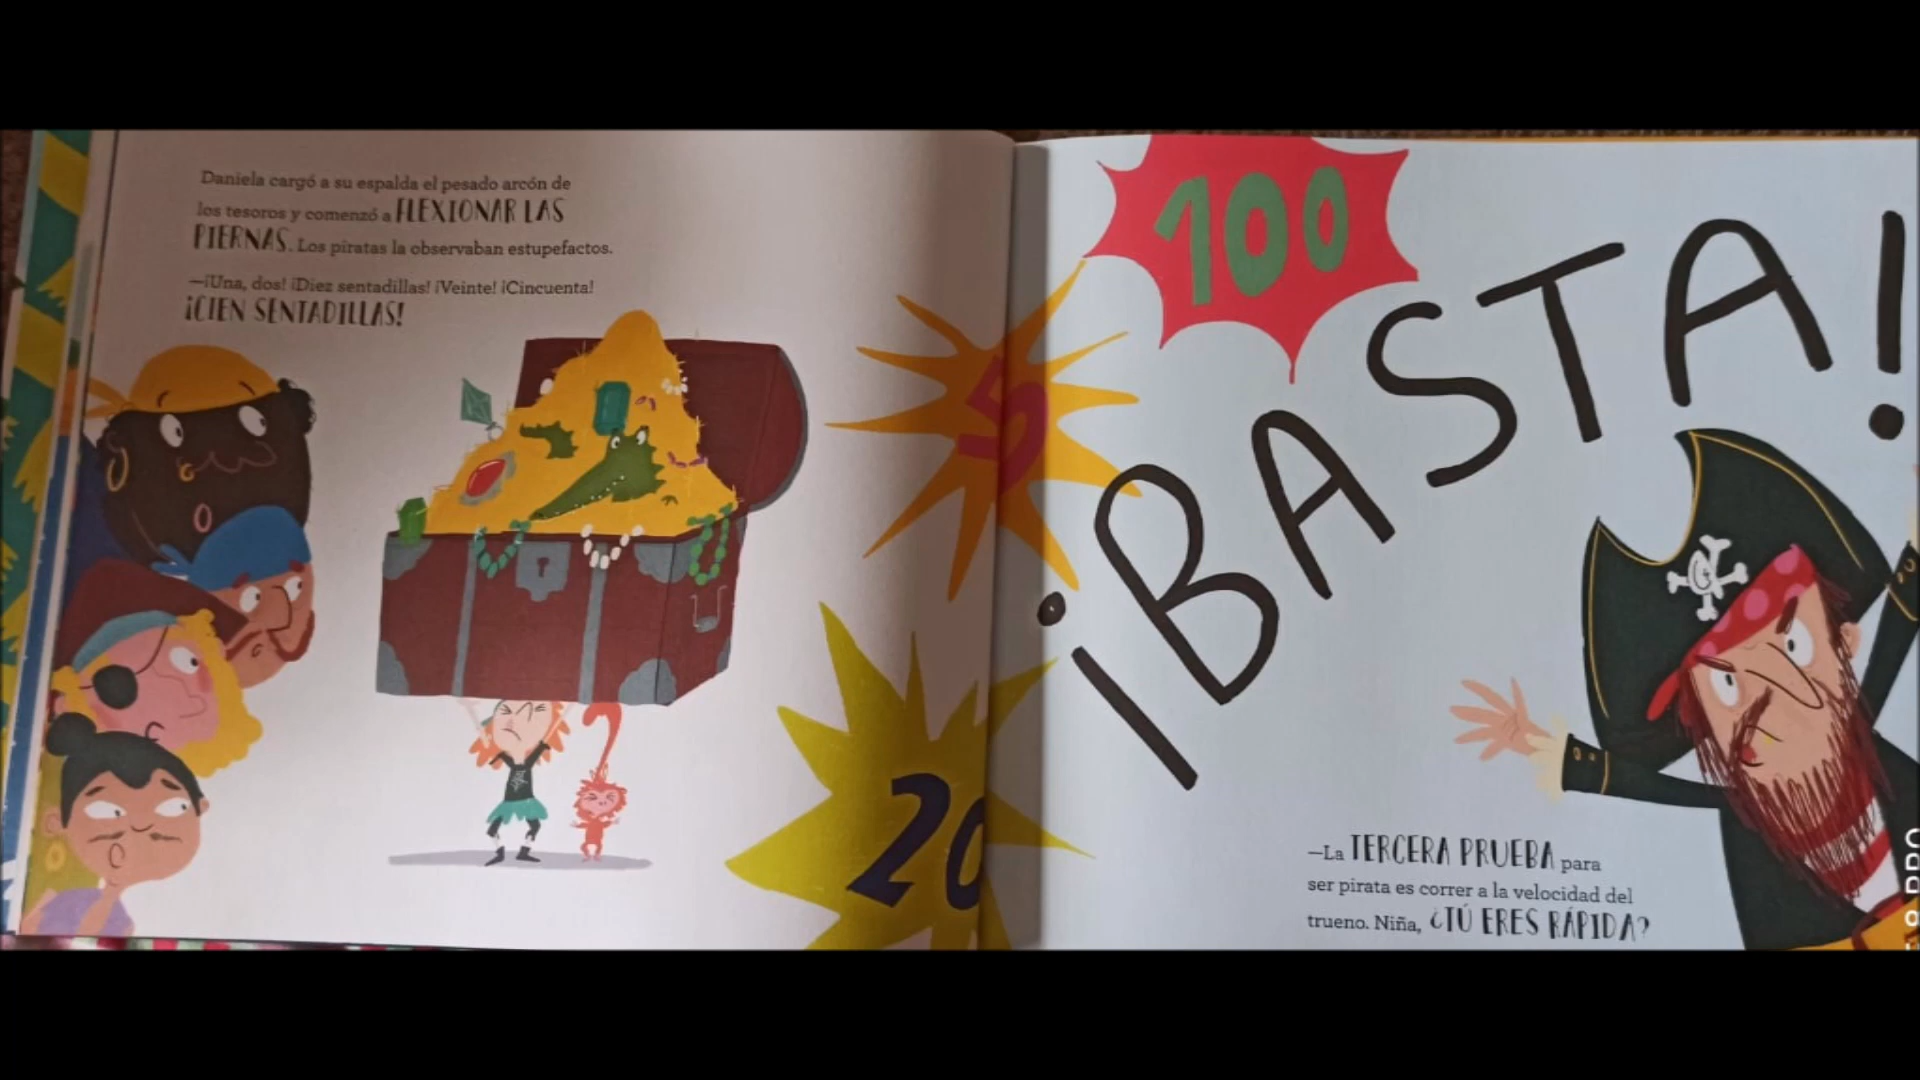 Daniela cargó a su espalda el pesado arcón de
los tesoros y comenzó a FLEXIONAR LAS
PIERNAS. Los piratas la observaban estupefactos.
—¡Una, dos! ¡Diez sentadillas! ¡Veinte! ¡Cincuenta!
¡CIEN SENTADILLAS!
5
20
100
¡BASTA!
—La TERCERA PRUEBA para
ser pirata es correr a la velocidad del
trueno. Niña, ¿TÚ ERES RÁPIDA?